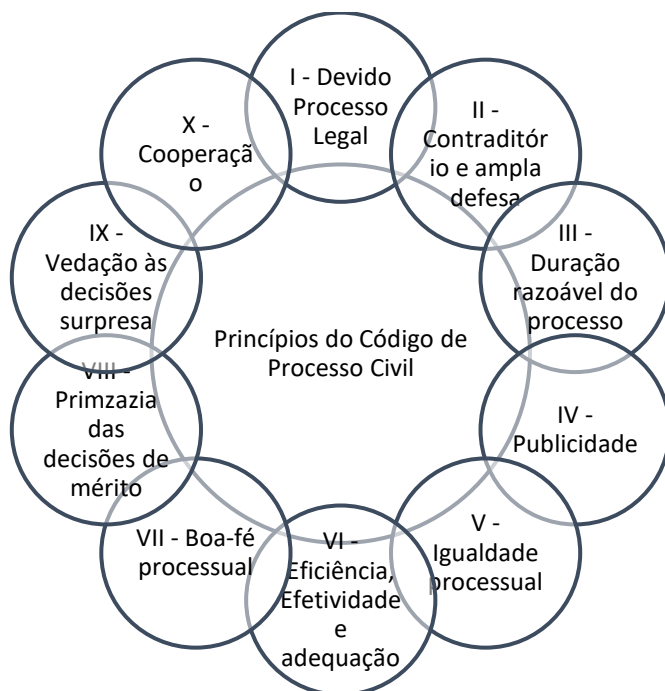 I - Devido
Processo
Legal
II -
Contraditór
io e ampla
defesa
III -
Duração
razoável do
processo
IV -
Publicidade
V -
Igualdade
processual
VI -
Eficiência,
Efetividade
e
adequação
VII - Boa-fé
processual
VIII -
Primzazia
das
decisões de
mérito
IX -
Vedação às
decisões
surpresa
X -
Cooperaçã
o
Princípios do Código de
Processo Civil